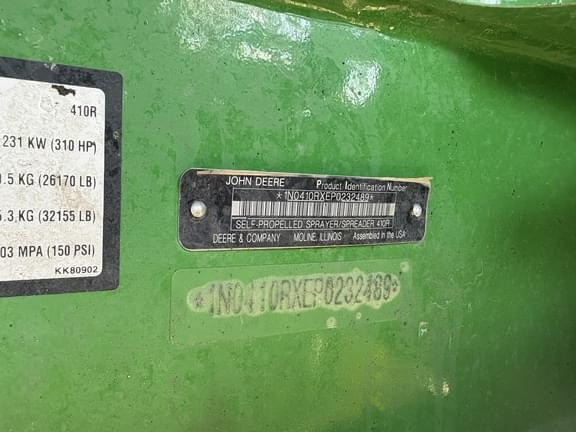 410R
231 KW (310 HP)
.5 KG (26170 LB)
5.3 KG (32155 LB)
03 MPA (150 PSI)
KK80902
JOHN DEERE Product Identification Number
*1N0410RXEP0232489*
SELF-PROPELLED SPRAYER/SPREADER 410R
DEERE & COMPANY MOLINE, ILLINOIS Assembled in the USA
*1N0410RXEP0232489*